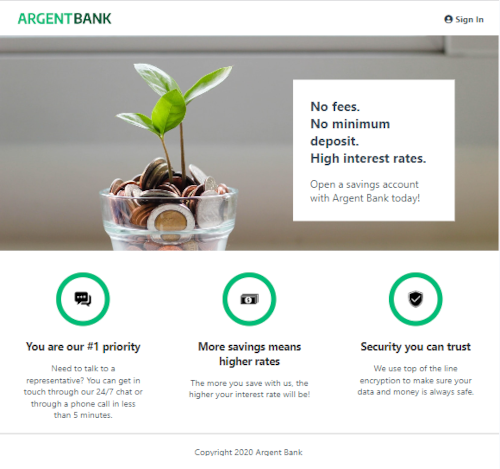 ARGENTBANK
Sign In
No fees.
No minimum
deposit.
High interest rates.
Open a savings account
with Argent Bank today!
You are our #1 priority
Need to talk to a
representative? You can get in
touch through our 24/7 chat or
through a phone call in less
than 5 minutes.
More savings means
higher rates
The more you save with us, the
higher your interest rate will be!
Security you can trust
We use top of the line
encryption to make sure your
data and money is always safe.
Copyright 2020 Argent Bank